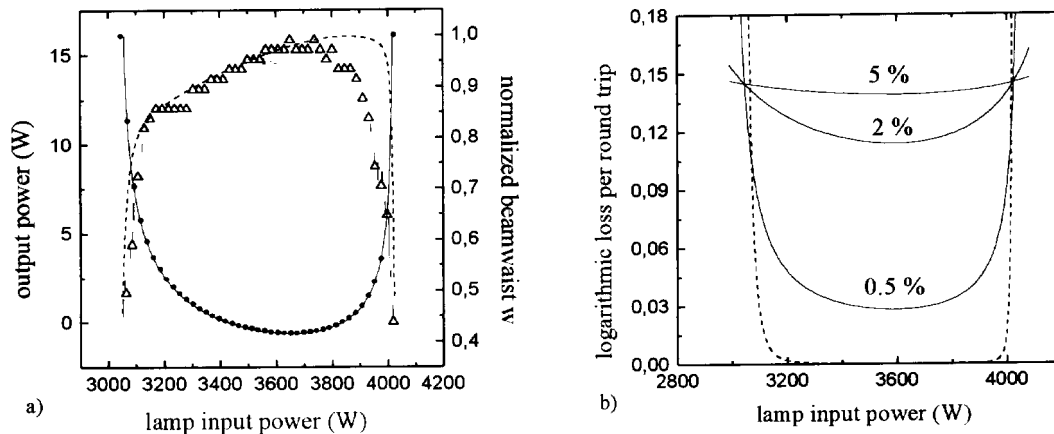 a)
output power (W)
15
10
5
0
1,0
0,9
0,8
0,7
0,6
0,5
0,4
normalized beamwaist w
3000 3200 3400 3600 3800 4000 4200
lamp input power (W)
b)
logarithmic loss per round trip
0,18
0,15
0,12
0,09
0,06
0,03
0,00
5 %
2 %
0.5 %
2800 3200 3600 4000
lamp input power (W)